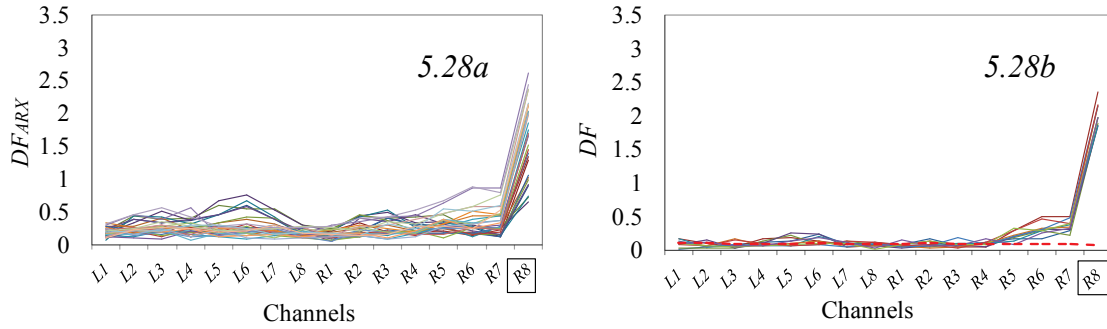 3.5
3
2.5
2
1.5
1
0.5
0
DF_ARX
5.28a
L1 L2 L3 L4 L5 L6 L7 L8 R1 R2 R3 R4 R5 R6 R7 R8
Channels
3.5
3
2.5
2
1.5
1
0.5
0
DF
5.28b
L1 L2 L3 L4 L5 L6 L7 L8 R1 R2 R3 R4 R5 R6 R7 R8
Channels